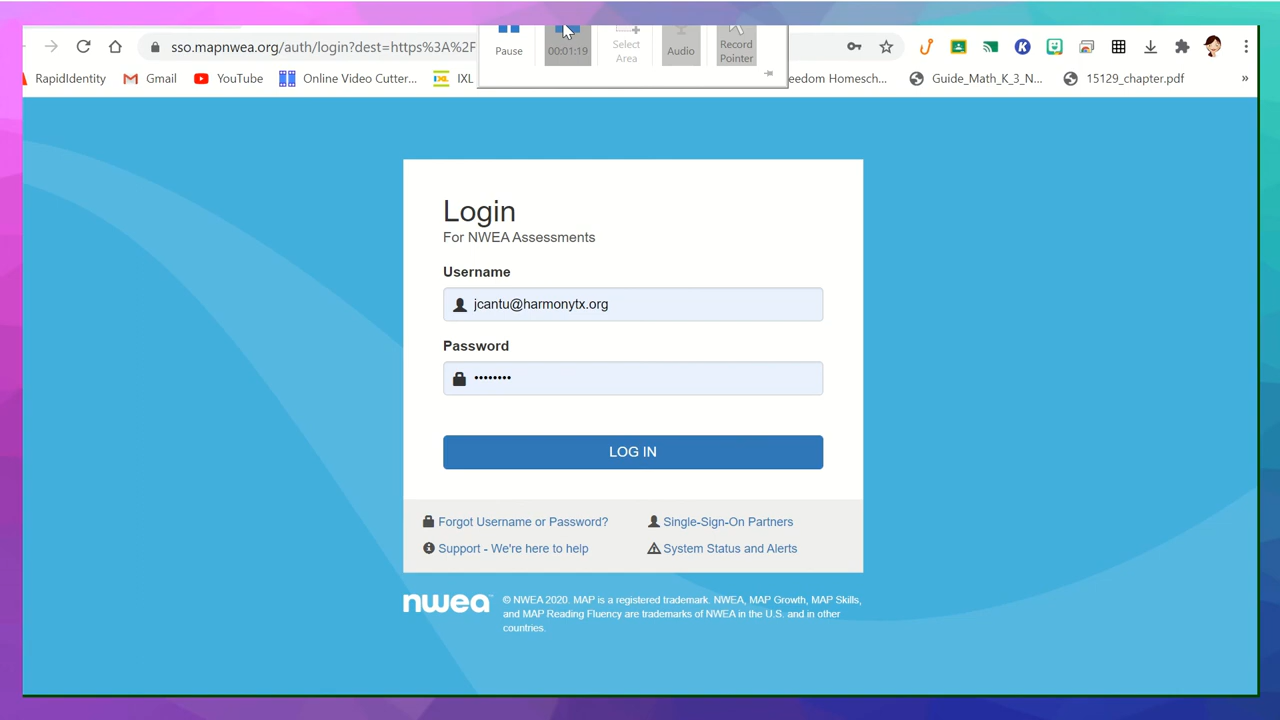 Pause
00:01:19
Select
Area
Audio
Record
Pointer
sso.mapnwea.org/auth/login?dest=https%3A%2F
RapidIdentity
Gmail
YouTube
Online Video Cutter...
IXL
eedom Homesch...
Guide_Math_K_3_N...
15129_chapter.pdf
»
Login
For NWEA Assessments
Username
jcantu@harmonytx.org
Password
••••••••
LOG IN
Forgot Username or Password?
Single-Sign-On Partners
Support - We're here to help
System Status and Alerts
nwea
© NWEA 2020. MAP is a registered trademark. NWEA, MAP Growth, MAP Skills,
and MAP Reading Fluency are trademarks of NWEA in the U.S. and in other
countries.